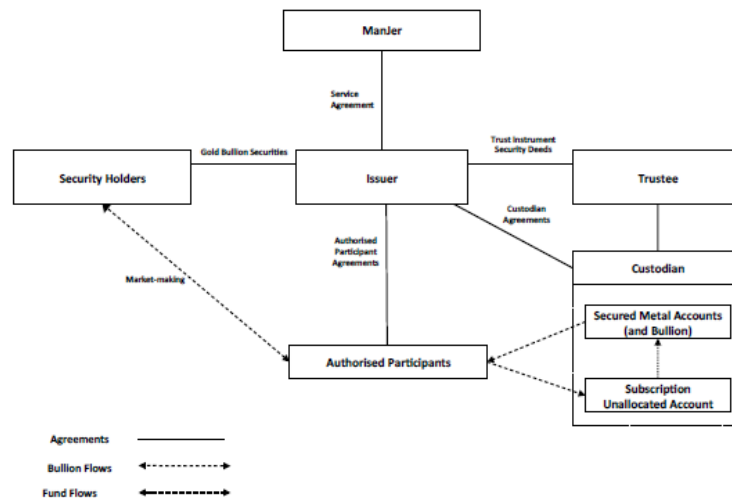 ManJer
Service
Agreement
Gold Bullion Securities
Trust Instrument
Security Deeds
Security Holders
Issuer
Trustee
Custodian
Agreements
Authorised
Participant
Agreements
Custodian
Market-making
Secured Metal Accounts
(and Bullion)
Authorised Participants
Subscription
Unallocated Account
Agreements
Bullion Flows
Fund Flows